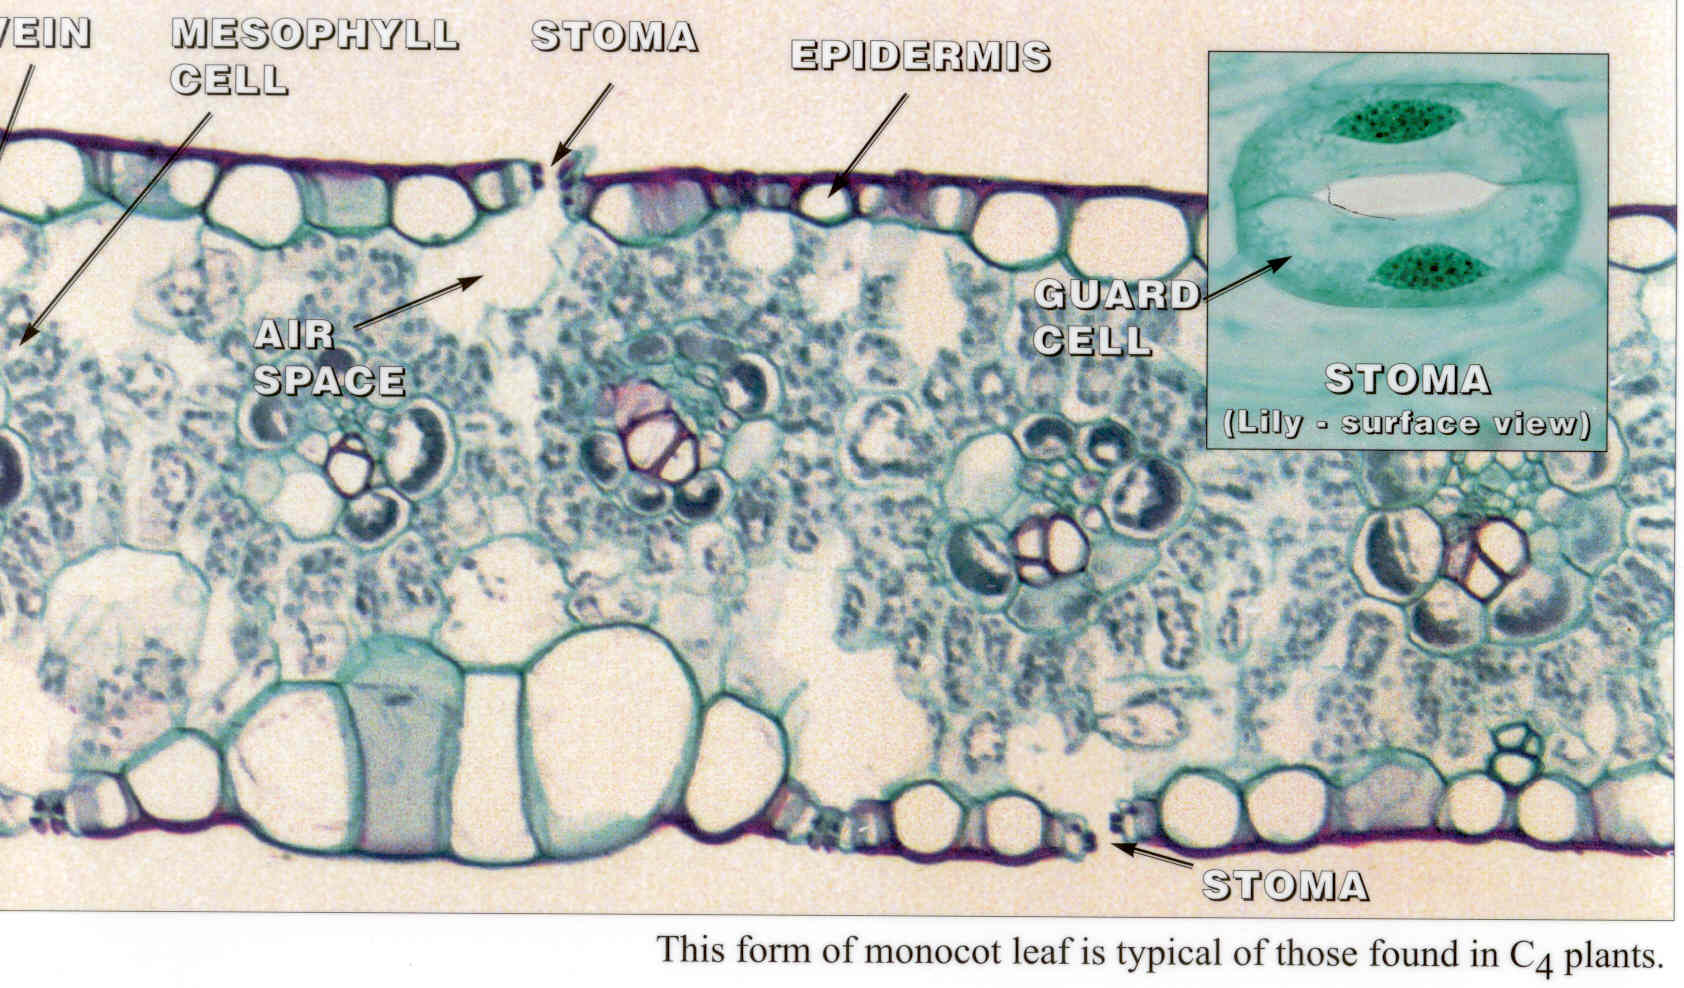 VEIN
MESOPHYLL
CELL
STOMA
EPIDERMIS
AIR
SPACE
GUARD
CELL
STOMA
(Lily - surface view)
STOMA
This form of monocot leaf is typical of those found in C4 plants.